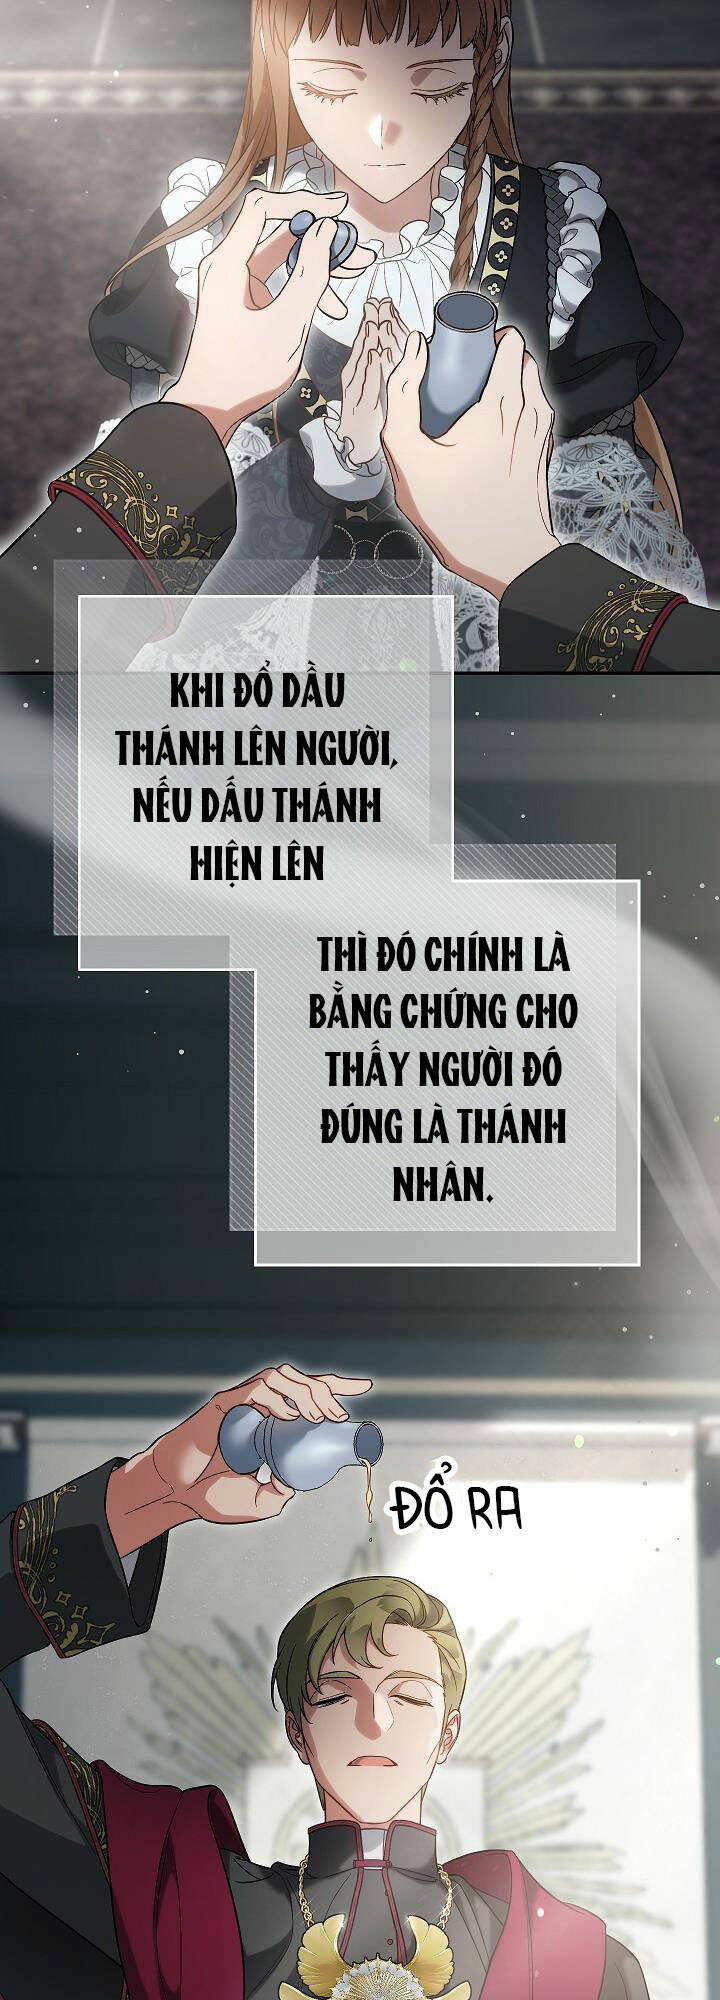 KHI ĐỔ DẦU
THÁNH LÊN NGƯỜI,
NẾU DẤU THÁNH
HIỆN LÊN
THÌ ĐÓ CHÍNH LÀ
BẰNG CHỨNG CHO
THẤY NGƯỜI ĐÓ
ĐÚNG LÀ THÁNH
NHÂN.
ĐỔ RA